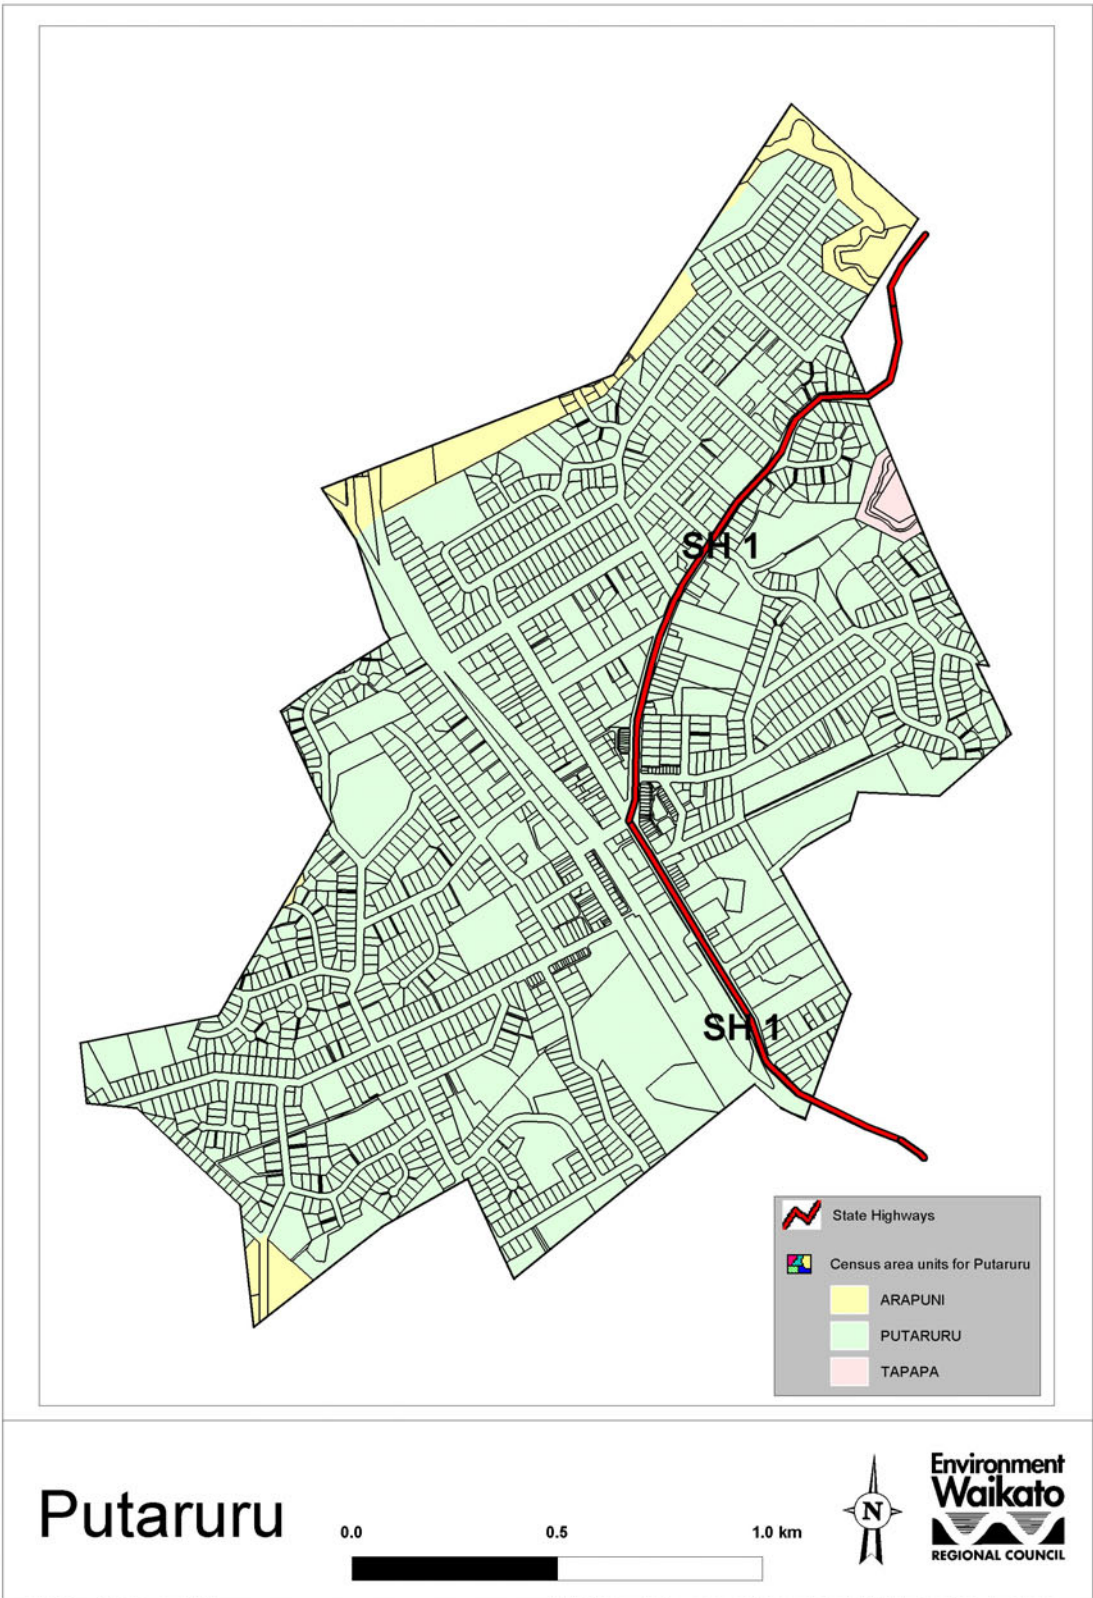 SH 1
SH 1
State Highways
Census area units for Putaruru
ARAPUNI
PUTARURU
TAPAPA
Putaruru
0.0 0.5 1.0 km
N
Environment
Waikato
REGIONAL COUNCIL